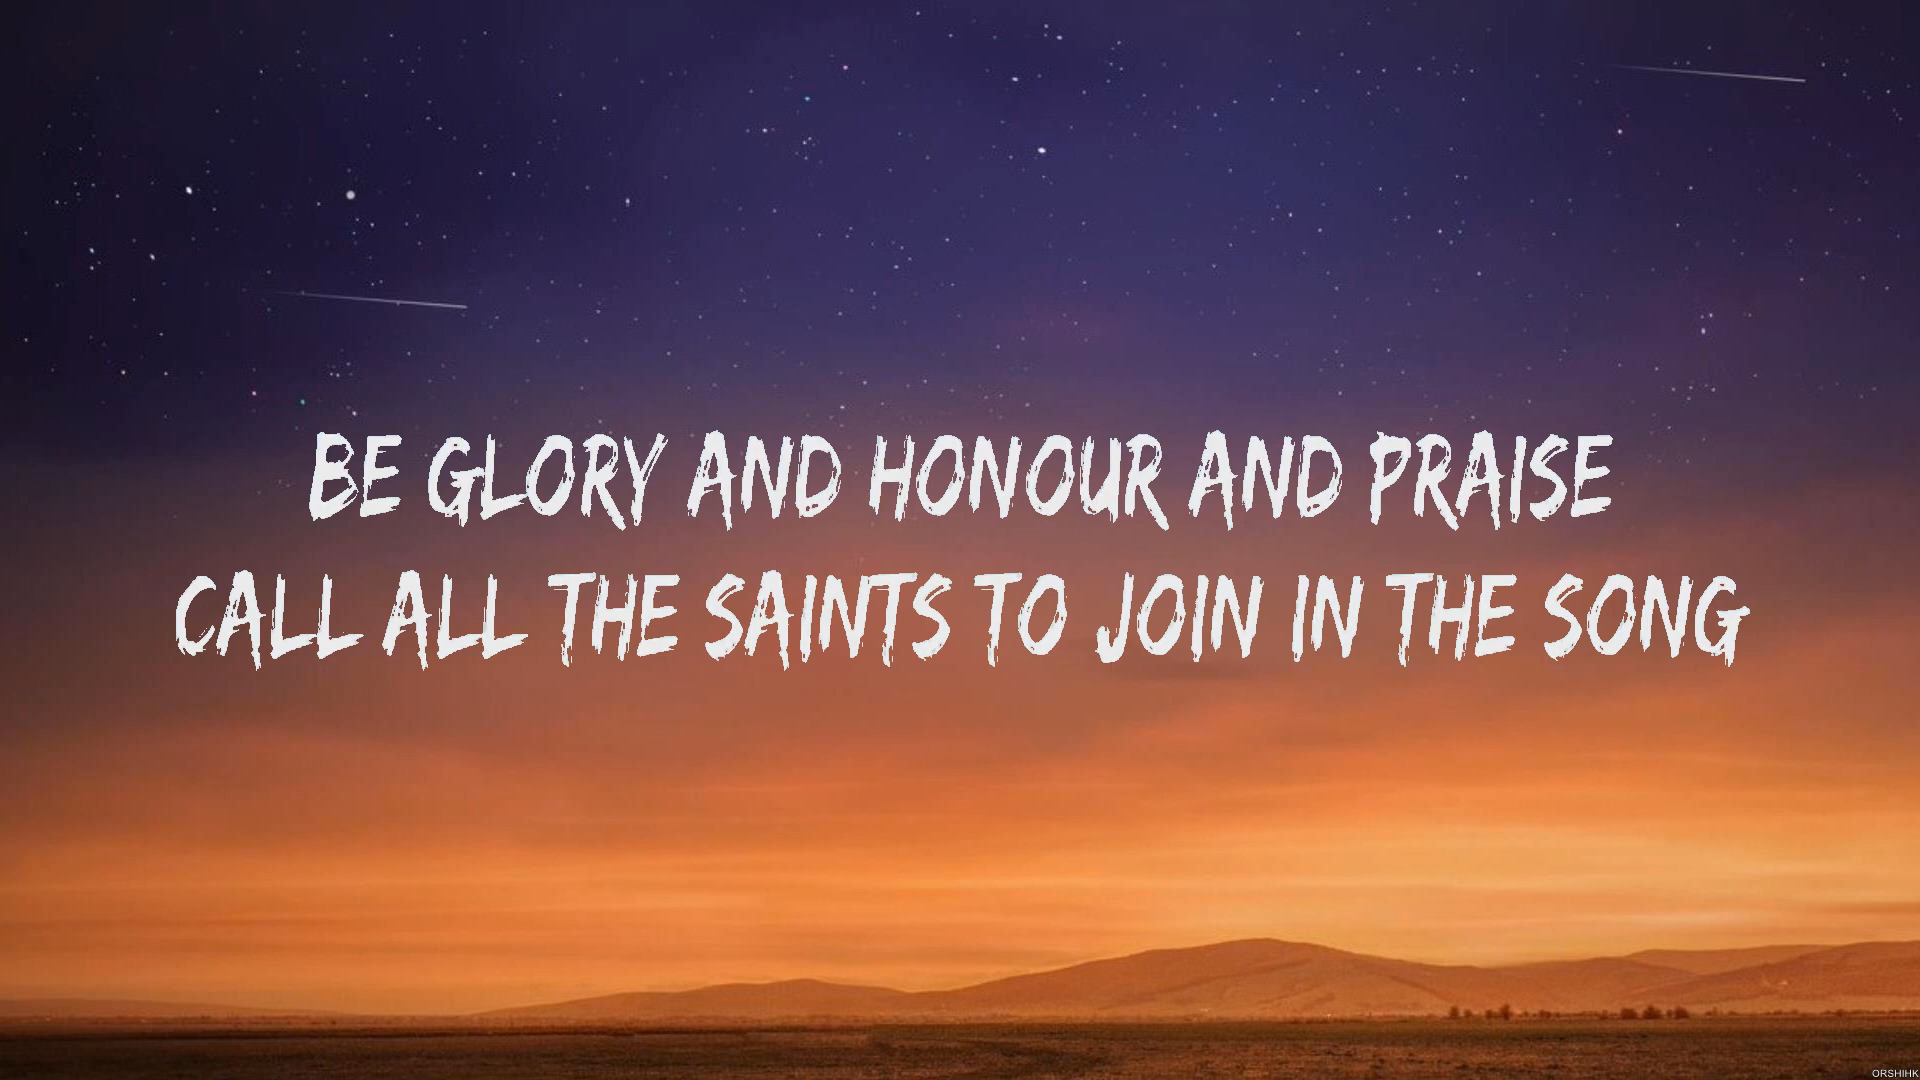 BE GLORY AND HONOUR AND PRAISE
CALL ALL THE SAINTS TO JOIN IN THE SONG
ORSHIHK